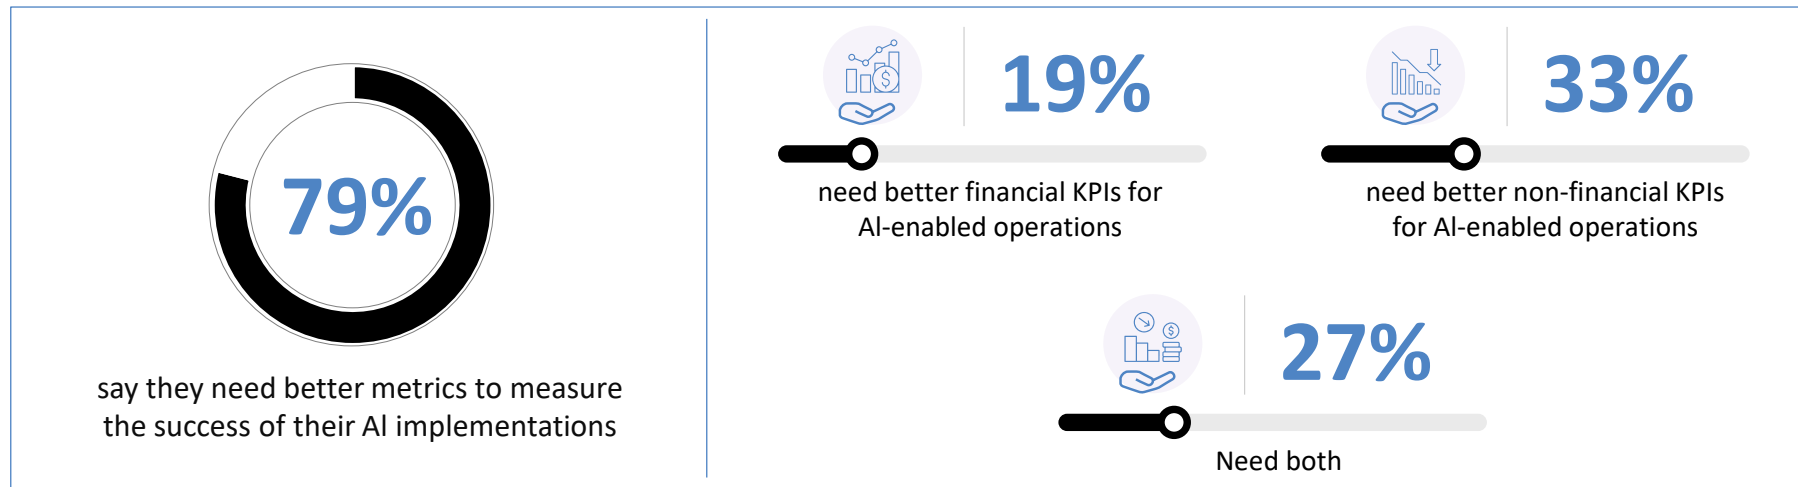 79%
say they need better metrics to measure
the success of their AI implementations
19%
need better financial KPIs for
AI-enabled operations
33%
need better non-financial KPIs
for AI-enabled operations
27%
Need both
$
$